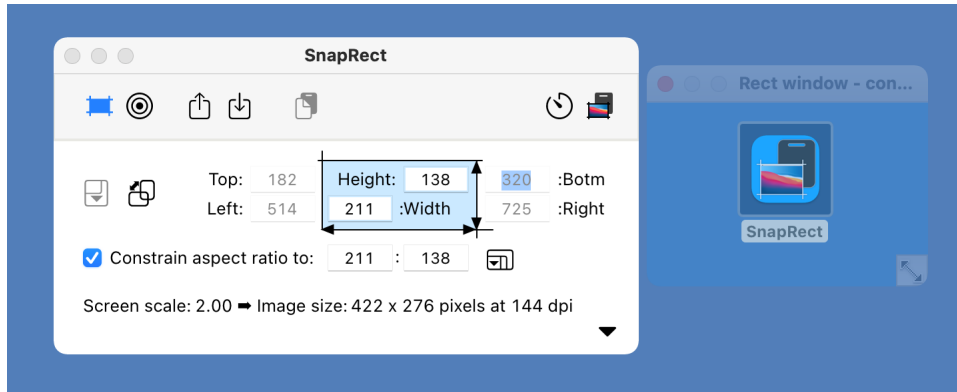 SnapRect
Rect window - con...
Top: 182 Height: 138 320 :Botm
Left: 514 211 :Width 725 :Right
SnapRect
Constrain aspect ratio to: 211 : 138
Screen scale: 2.00 ➡ Image size: 422 x 276 pixels at 144 dpi